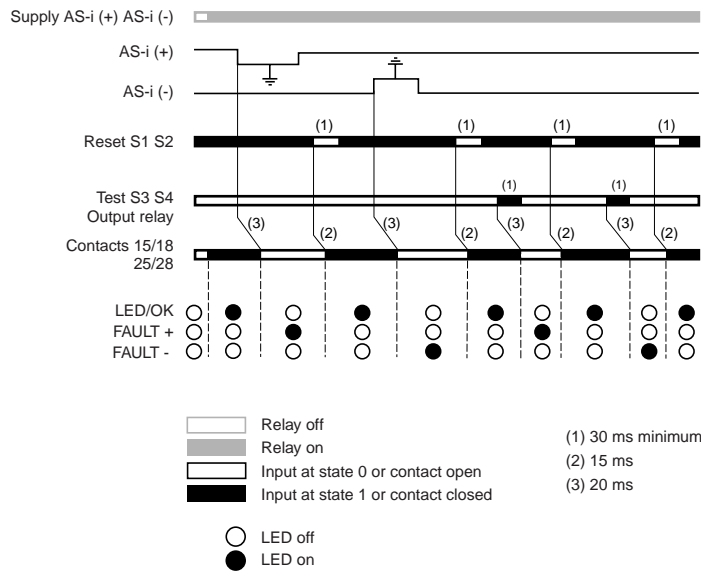 Supply AS-i (+) AS-i (-)
AS-i (+)
AS-i (-)
(1) (1) (1) (1)
Reset S1 S2
(1) (1)
Test S3 S4
Output relay
(3) (3) (3) (3)
(2) (2) (2) (2)
Contacts 15/18
25/28
LED/OK
FAULT +
FAULT -
Relay off
Relay on
Input at state 0 or contact open
Input at state 1 or contact closed
(1) 30 ms minimum
(2) 15 ms
(3) 20 ms
LED off
LED on